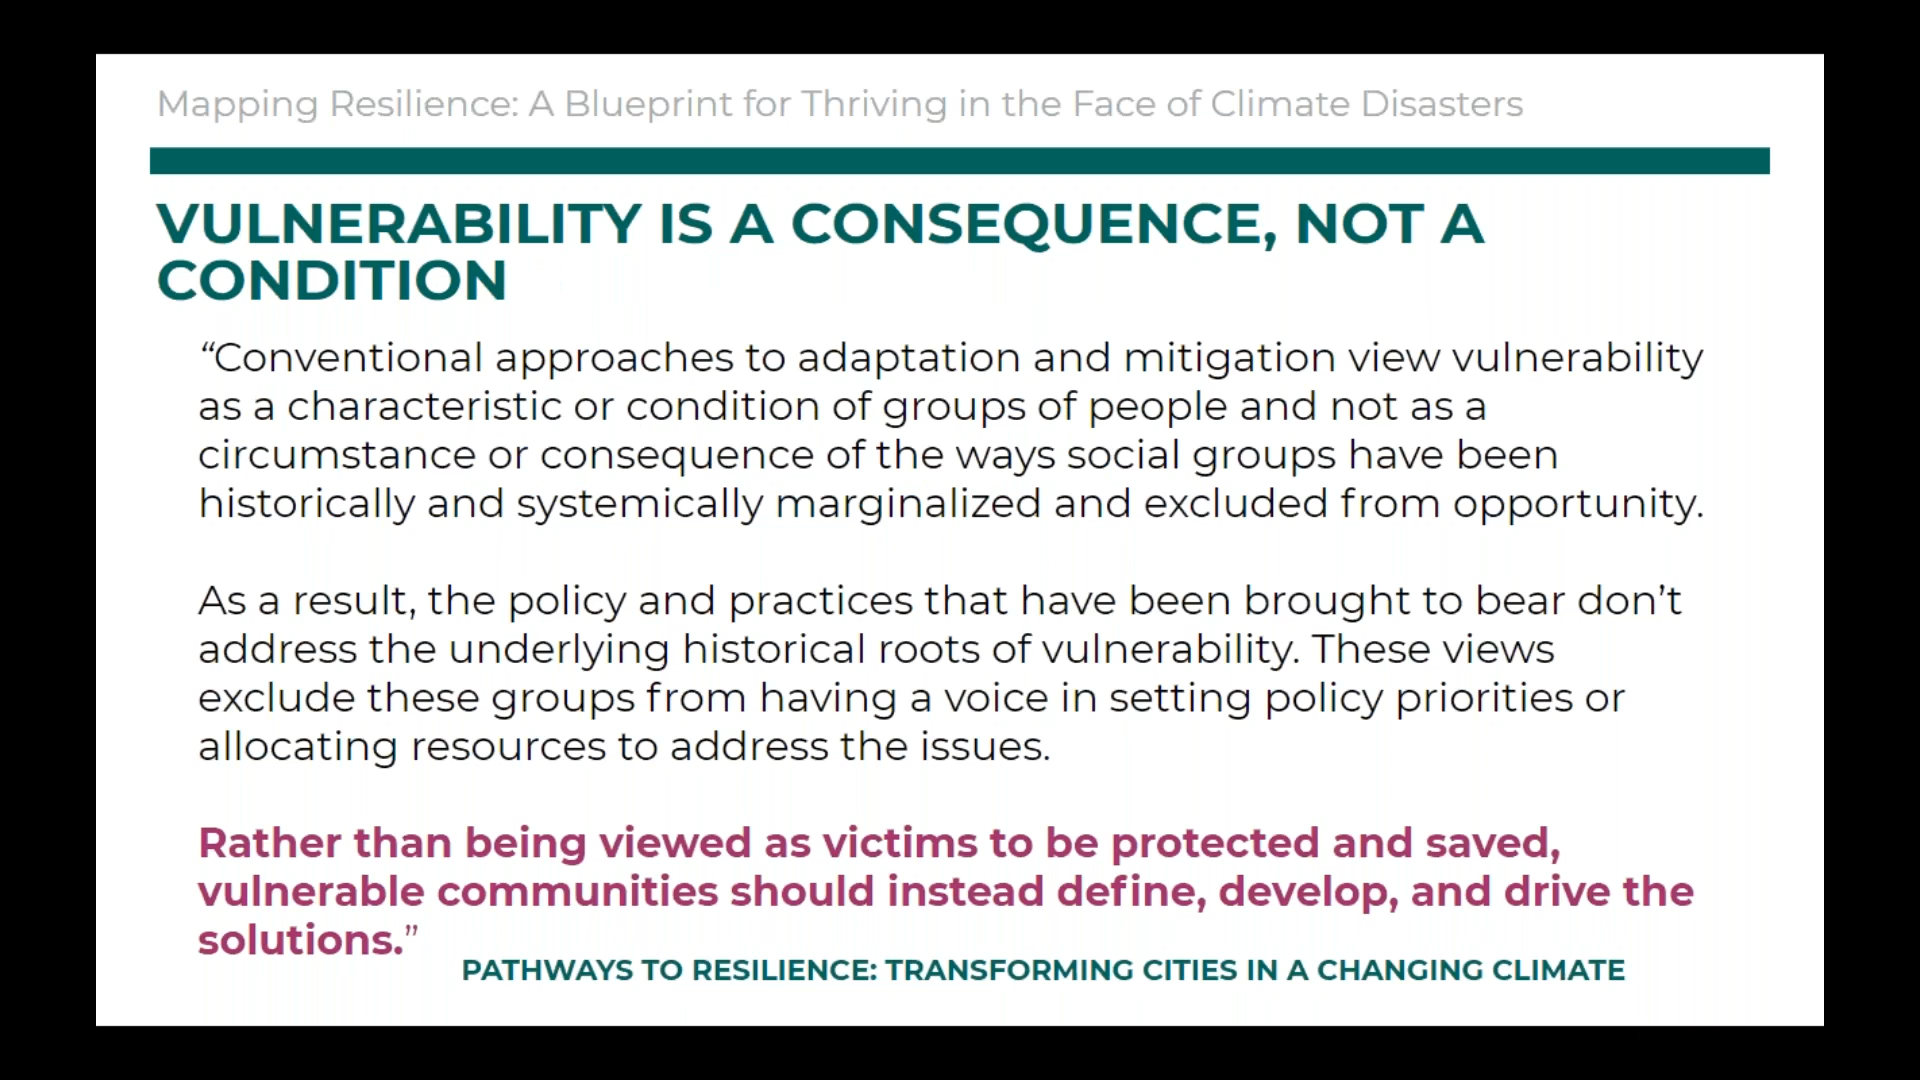 Mapping Resilience: A Blueprint for Thriving in the Face of Climate Disasters
VULNERABILITY IS A CONSEQUENCE, NOT A
CONDITION
“Conventional approaches to adaptation and mitigation view vulnerability
as a characteristic or condition of groups of people and not as a
circumstance or consequence of the ways social groups have been
historically and systemically marginalized and excluded from opportunity.
As a result, the policy and practices that have been brought to bear don’t
address the underlying historical roots of vulnerability. These views
exclude these groups from having a voice in setting policy priorities or
allocating resources to address the issues.
Rather than being viewed as victims to be protected and saved,
vulnerable communities should instead define, develop, and drive the
solutions.”
PATHWAYS TO RESILIENCE: TRANSFORMING CITIES IN A CHANGING CLIMATE